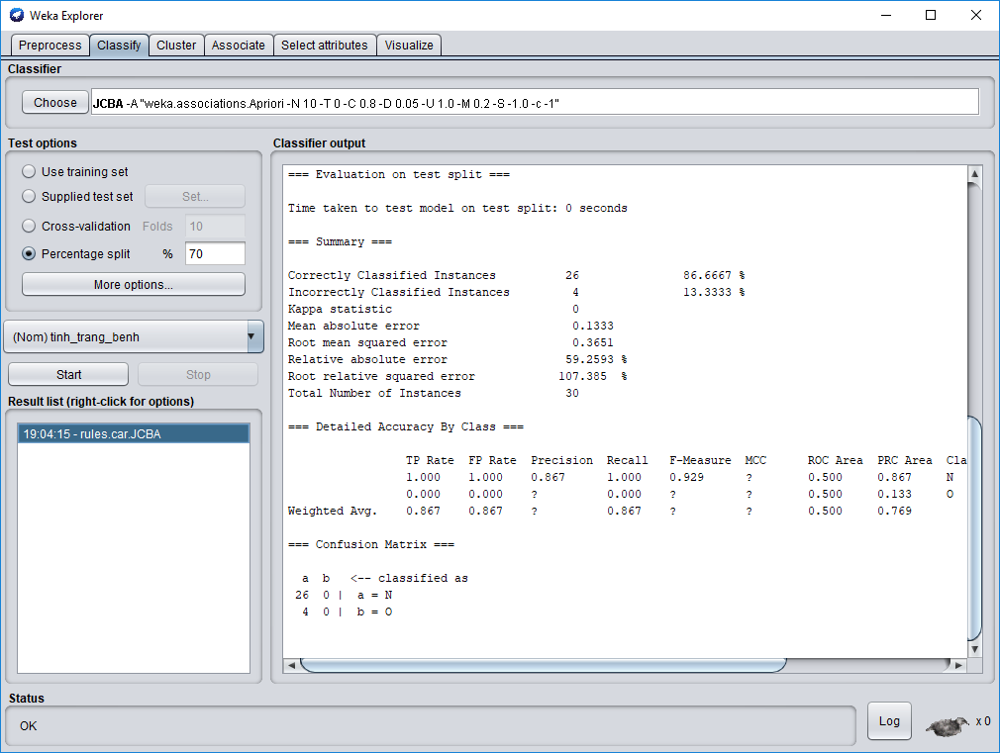 Weka Explorer
Preprocess Classify Cluster Associate Select attributes Visualize
Classifier
Choose JCBA -A "weka.associations.Apriori -N 10 -T 0 -C 0.8 -D 0.05 -U 1.0 -M 0.2 -S -1.0 -c -1"
Test options
Use training set
Supplied test set Set...
Cross-validation Folds 10
Percentage split % 70
More options...
(Nom) tinh_trang_benh
Start Stop
Result list (right-click for options)
19:04:15 - rules.car.JCBA
Classifier output
=== Evaluation on test split ===
Time taken to test model on test split: 0 seconds
=== Summary ===
Correctly Classified Instances 26 86.6667 %
Incorrectly Classified Instances 4 13.3333 %
Kappa statistic 0
Mean absolute error 0.1333
Root mean squared error 0.3651
Relative absolute error 59.2593 %
Root relative squared error 107.385 %
Total Number of Instances 30
=== Detailed Accuracy By Class ===
TP Rate FP Rate Precision Recall F-Measure MCC ROC Area PRC Area Cla
1.000 1.000 0.867 1.000 0.929 ? 0.500 0.867 N
0.000 0.000 ? 0.000 ? ? 0.500 0.133 O
Weighted Avg. 0.867 0.867 ? 0.867 ? ? 0.500 0.769
=== Confusion Matrix ===
a b <-- classified as
26 0 | a = N
4 0 | b = O
Status
OK
Log x 0